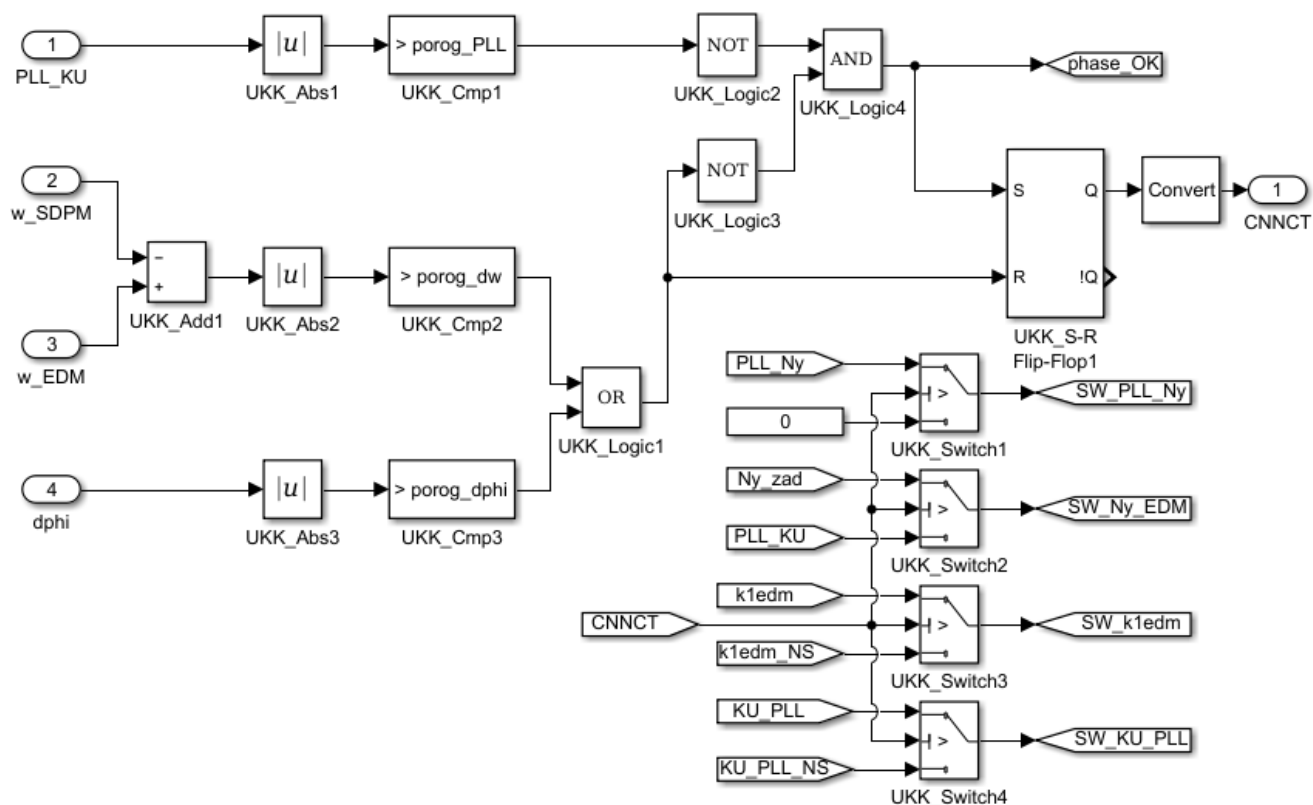 1
PLL_KU
|u|
UKK_Abs1
> porog_PLL
UKK_Cmp1
NOT
UKK_Logic2
AND
UKK_Logic4
phase_OK
2
w_SDPM
NOT
UKK_Logic3
S
Q
R
!Q
UKK_S-R
Flip-Flop1
Convert
1
CNNCT
−
+
UKK_Add1
|u|
UKK_Abs2
> porog_dw
UKK_Cmp2
3
w_EDM
OR
UKK_Logic1
4
dphi
|u|
UKK_Abs3
> porog_dphi
UKK_Cmp3
PLL_Ny
>
0
UKK_Switch1
SW_PLL_Ny
Ny_zad
>
PLL_KU
UKK_Switch2
SW_Ny_EDM
k1edm
>
CNNCT
k1edm_NS
UKK_Switch3
SW_k1edm
KU_PLL
>
KU_PLL_NS
UKK_Switch4
SW_KU_PLL